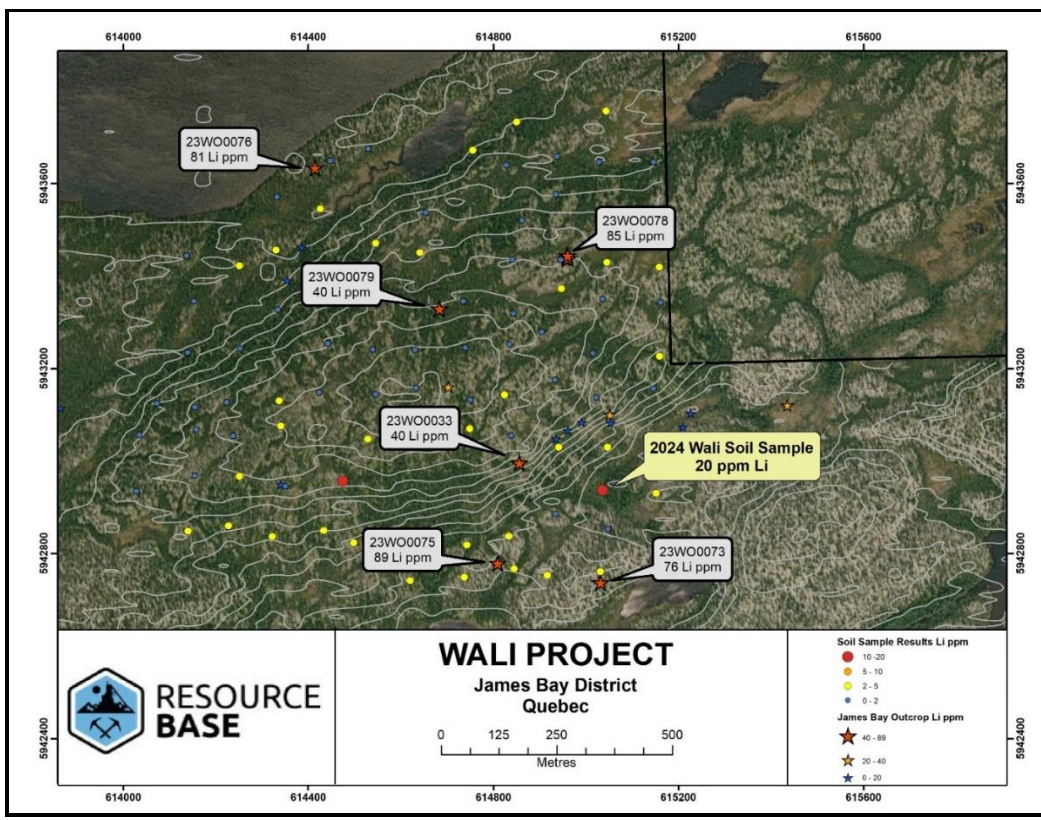 614000 614400 614800 615200 615600
5943600
5943600
23WO0076
81 Li ppm
23WO0078
85 Li ppm
23WO0079
40 Li ppm
5943200
5943200
23WO0033
40 Li ppm
2024 Wali Soil Sample
20 ppm Li
23WO0075
89 Li ppm
23WO0073
76 Li ppm
5942800
5942800
RESOURCE
BASE
WALI PROJECT
James Bay District
Quebec
0 125 250 500
Metres
Soil Sample Results Li ppm
10 -20
5 - 10
2 - 5
0 - 2
James Bay Outcrop Li ppm
40 - 89
20 - 40
0 - 20
5942400
5942400
614000 614400 614800 615200 615600